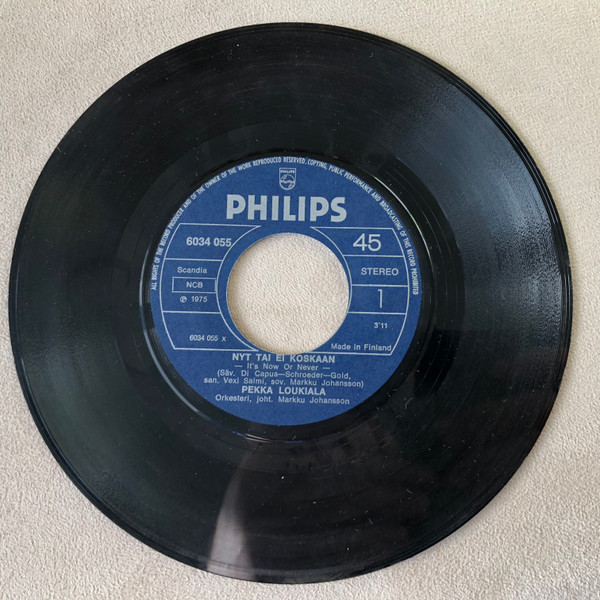 ALL RIGHTS OF THE RECORD PRODUCER AND OF THE OWNER OF THE WORK REPRODUCED RESERVED. COPYING, PUBLIC PERFORMANCE AND BROADCASTING OF THIS RECORD PROHIBITED
PHILIPS
PHILIPS
6034 055
45
Scandia
STEREO
NCB
1
℗ 1975
3'11
6034 055 x
Made in Finland
NYT TAI EI KOSKAAN
— It's Now Or Never —
(Säv. Di Capua—Schroeder—Gold,
san. Vexi Salmi, sov. Markku Johansson)
PEKKA LOUKIALA
Orkesteri, joht. Markku Johansson